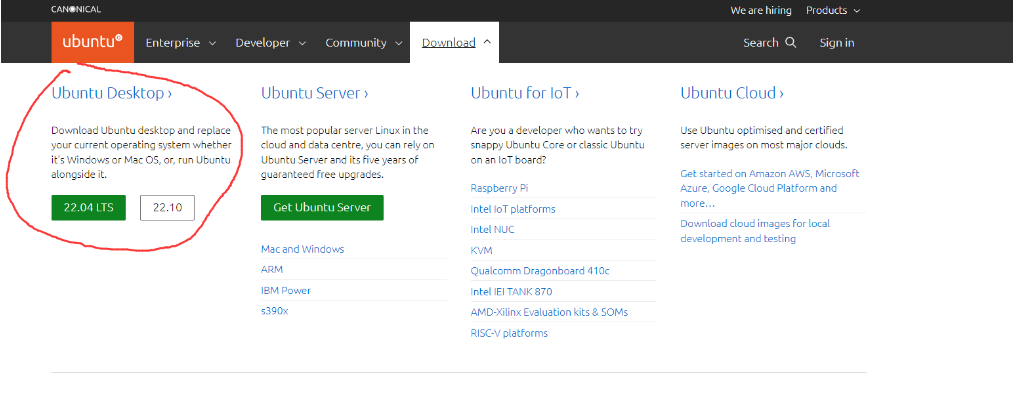 CANONICAL
We are hiring Products
ubuntu Enterprise Developer Community Download Search Sign in
Ubuntu Desktop ›
Download Ubuntu desktop and replace
your current operating system whether
it's Windows or Mac OS, or, run Ubuntu
alongside it.
22.04 LTS 22.10
Ubuntu Server ›
The most popular server Linux in the
cloud and data centre, you can rely on
Ubuntu Server and its five years of
guaranteed free upgrades.
Get Ubuntu Server
Mac and Windows
ARM
IBM Power
s390x
Ubuntu for IoT ›
Are you a developer who wants to try
snappy Ubuntu Core or classic Ubuntu
on an IoT board?
Raspberry Pi
Intel IoT platforms
Intel NUC
KVM
Qualcomm Dragonboard 410c
Intel IEI TANK 870
AMD-Xilinx Evaluation kits & SOMs
RISC-V platforms
Ubuntu Cloud ›
Use Ubuntu optimised and certified
server images on most major clouds.
Get started on Amazon AWS, Microsoft
Azure, Google Cloud Platform and
more…
Download cloud images for local
development and testing